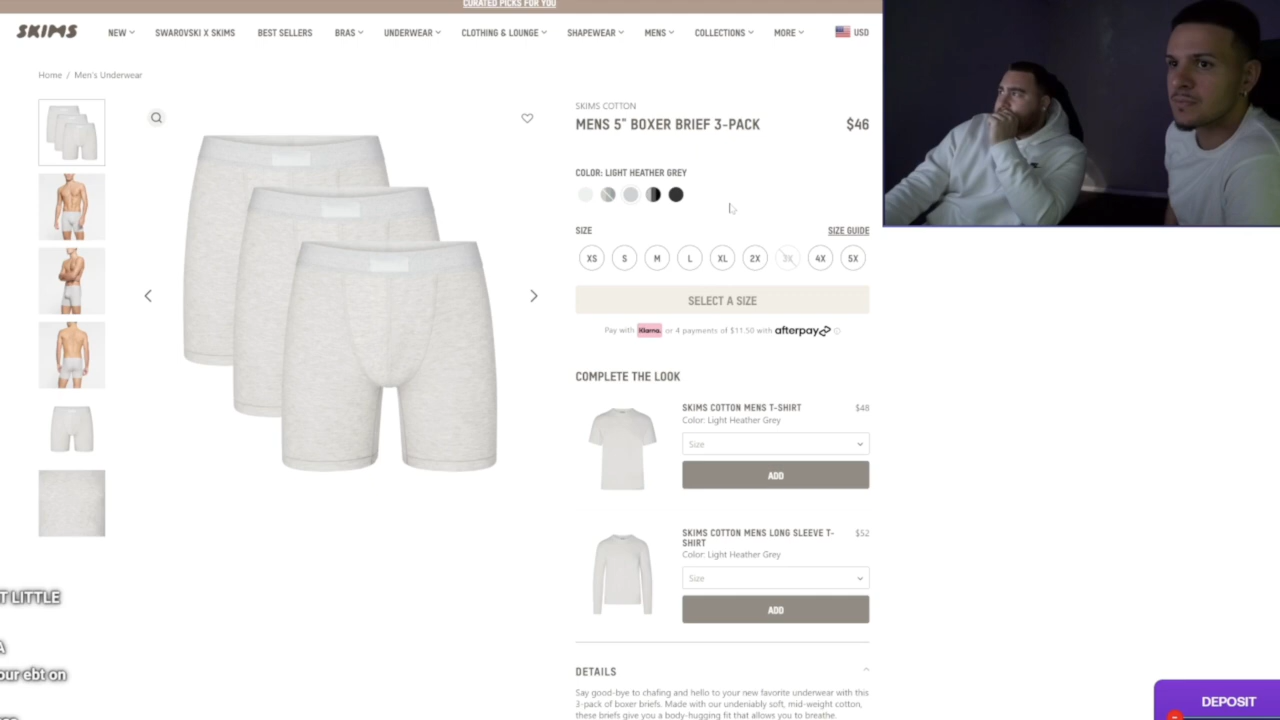 CURATED PICKS FOR YOU
SKIMS
NEW
SWAROVSKI X SKIMS
BEST SELLERS
BRAS
UNDERWEAR
CLOTHING & LOUNGE
SHAPEWEAR
MENS
COLLECTIONS
MORE
USD
Home / Men's Underwear
SKIMS COTTON
MENS 5" BOXER BRIEF 3-PACK $46
COLOR: LIGHT HEATHER GREY
SIZE SIZE GUIDE
XS S M L XL 2X 3X 4X 5X
SELECT A SIZE
Pay with Klarna. or 4 payments of $11.50 with afterpay
COMPLETE THE LOOK
SKIMS COTTON MENS T-SHIRT $48
Color: Light Heather Grey
Size
ADD
SKIMS COTTON MENS LONG SLEEVE T- $52
SHIRT
Color: Light Heather Grey
Size
ADD
DETAILS
Say good-bye to chafing and hello to your new favorite underwear with this
3-pack of boxer briefs. Made with our undeniably soft, mid-weight cotton,
these briefs give you a body-hugging fit that allows you to breathe.
T LITTLE
A
our ebt on
DEPOSIT